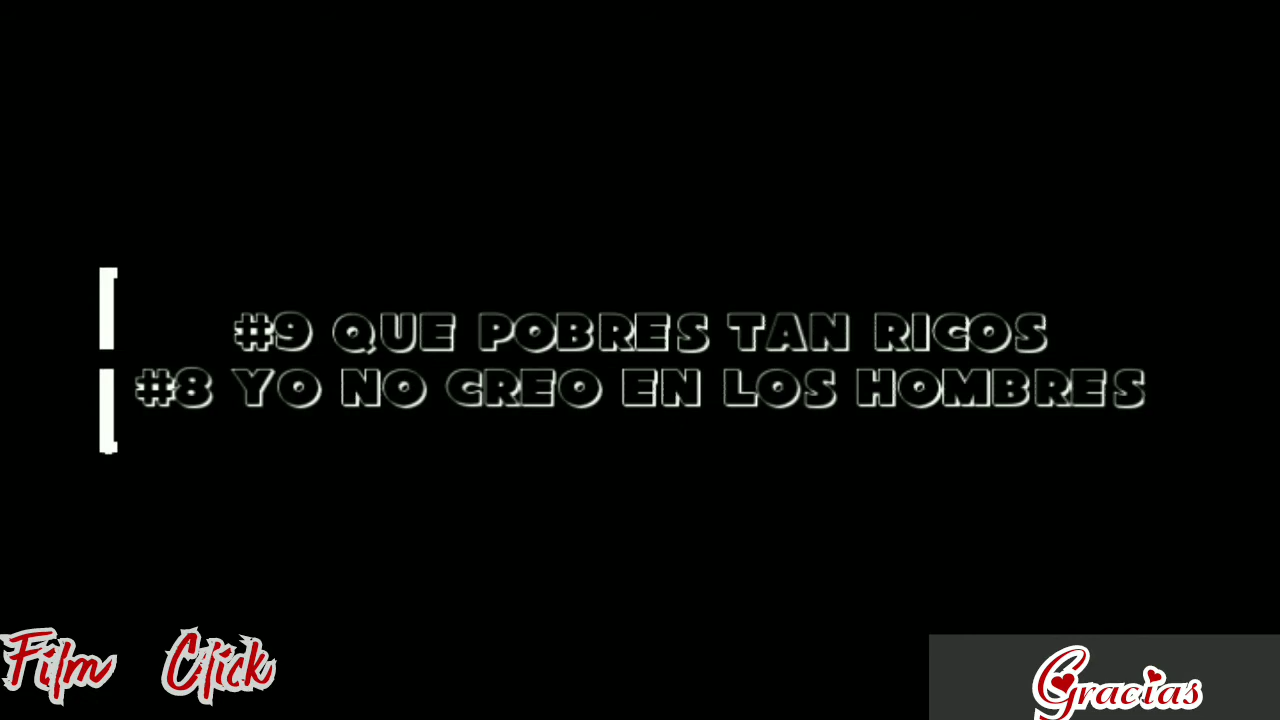 #9 QUE POBRES TAN RICOS
#8 YO NO CREO EN LOS HOMBRES
Film Click
Gracias